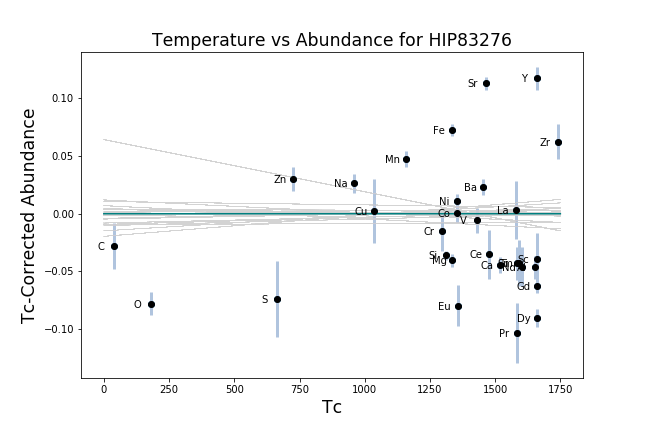 Temperature vs Abundance for HIP83276
Tc-Corrected Abundance
0.10
0.05
0.00
−0.05
−0.10
Y
Sr
Fe
Zr
Mn
Zn
Na
Ba
Ni
Cu
Co
La
V
Cr
C
Si
Mg
Ce
Sc
Ca
Nd
S
O
Gd
Eu
Dy
Pr
0
250
500
750
1000
1250
1500
1750
Tc